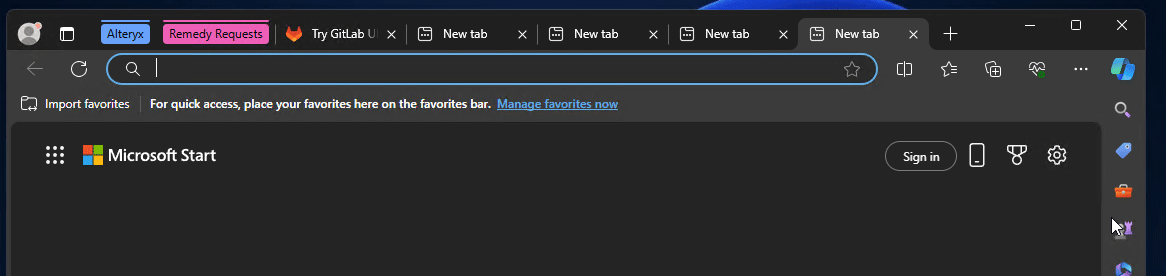 Alteryx Remedy Requests Try GitLab Ul New tab New tab New tab New tab
Import favorites For quick access, place your favorites here on the favorites bar. Manage favorites now
Microsoft Start Sign in